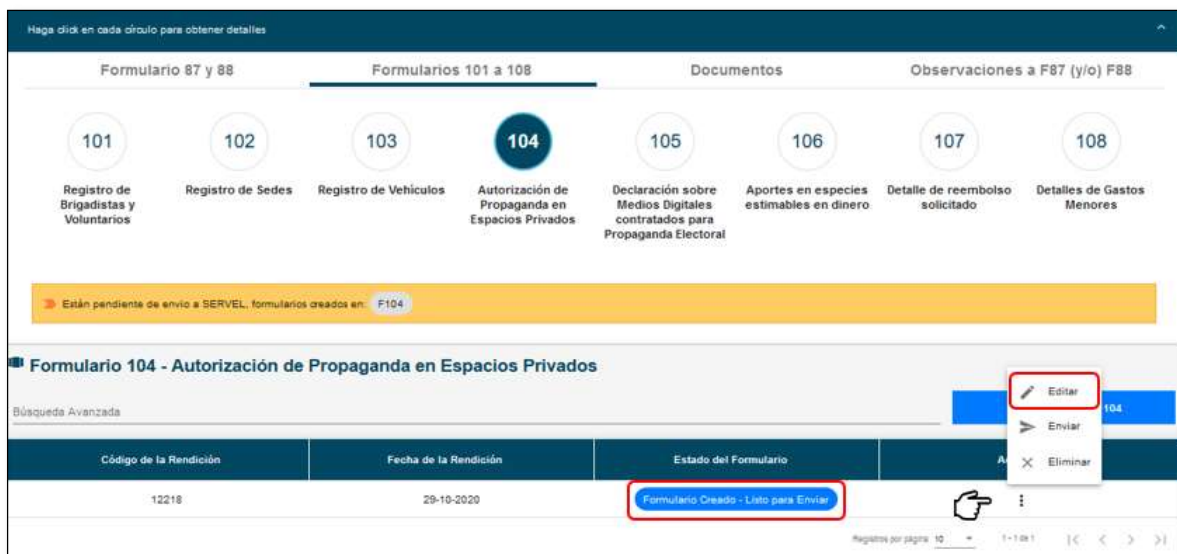 Haga click en cada círculo para obtener detalles
Formulario 87 y 88
Formularios 101 a 108
Documentos
Observaciones a F87 (y/o) F88
101
102
103
104
105
106
107
108
Registro de
Brigadistas y
Voluntarios
Registro de Sedes
Registro de Vehículos
Autorización de
Propaganda en
Espacios Privados
Declaración sobre
Medios Digitales
contratados para
Propaganda Electoral
Aportes en especies
estimables en dinero
Detalle de reembolso
solicitado
Detalles de Gastos
Menores
Están pendiente de envio a SERVEL, formularios creados en: F104
Formulario 104 - Autorización de Propaganda en Espacios Privados
Búsqueda Avanzada
104
Editar
Enviar
Eliminar
Código de la Rendición
Fecha de la Rendición
Estado del Formulario
12218
29-10-2020
Formulario Creado - Listo para Enviar
Registros por página 10
1-1 de 1